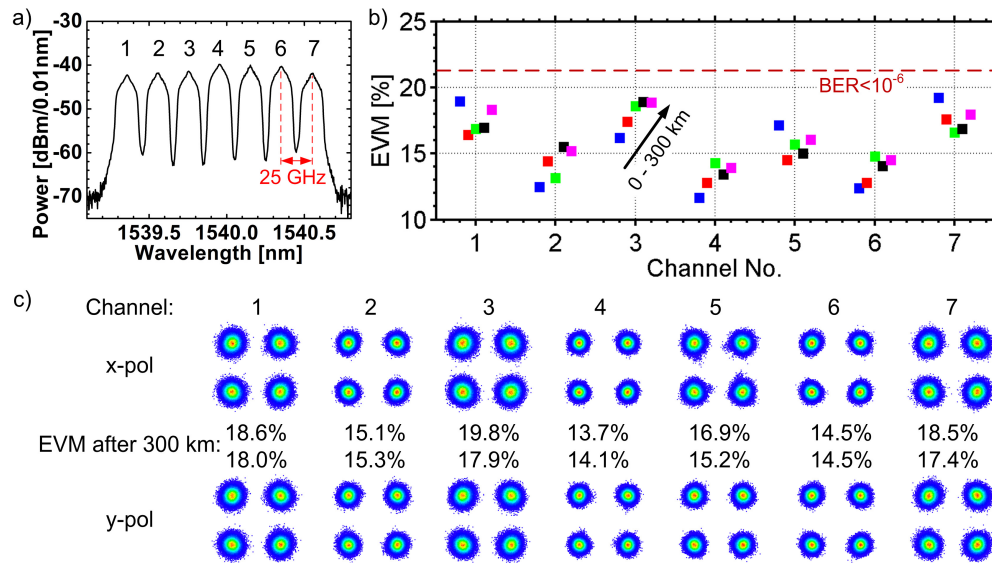 a)
1 2 3 4 5 6 7
-30
-40
-50
-60
-70
Power [dBm/0.01nm]
25 GHz
1539.5 1540.0 1540.5
Wavelength [nm]
b)
25
20
15
10
EVM [%]
BER<10-6
0 - 300 km
1 2 3 4 5 6 7
Channel No.
c)
Channel: 1 2 3 4 5 6 7
x-pol
EVM after 300 km:
18.6% 15.1% 19.8% 13.7% 16.9% 14.5% 18.5%
18.0% 15.3% 17.9% 14.1% 15.2% 14.5% 17.4%
y-pol